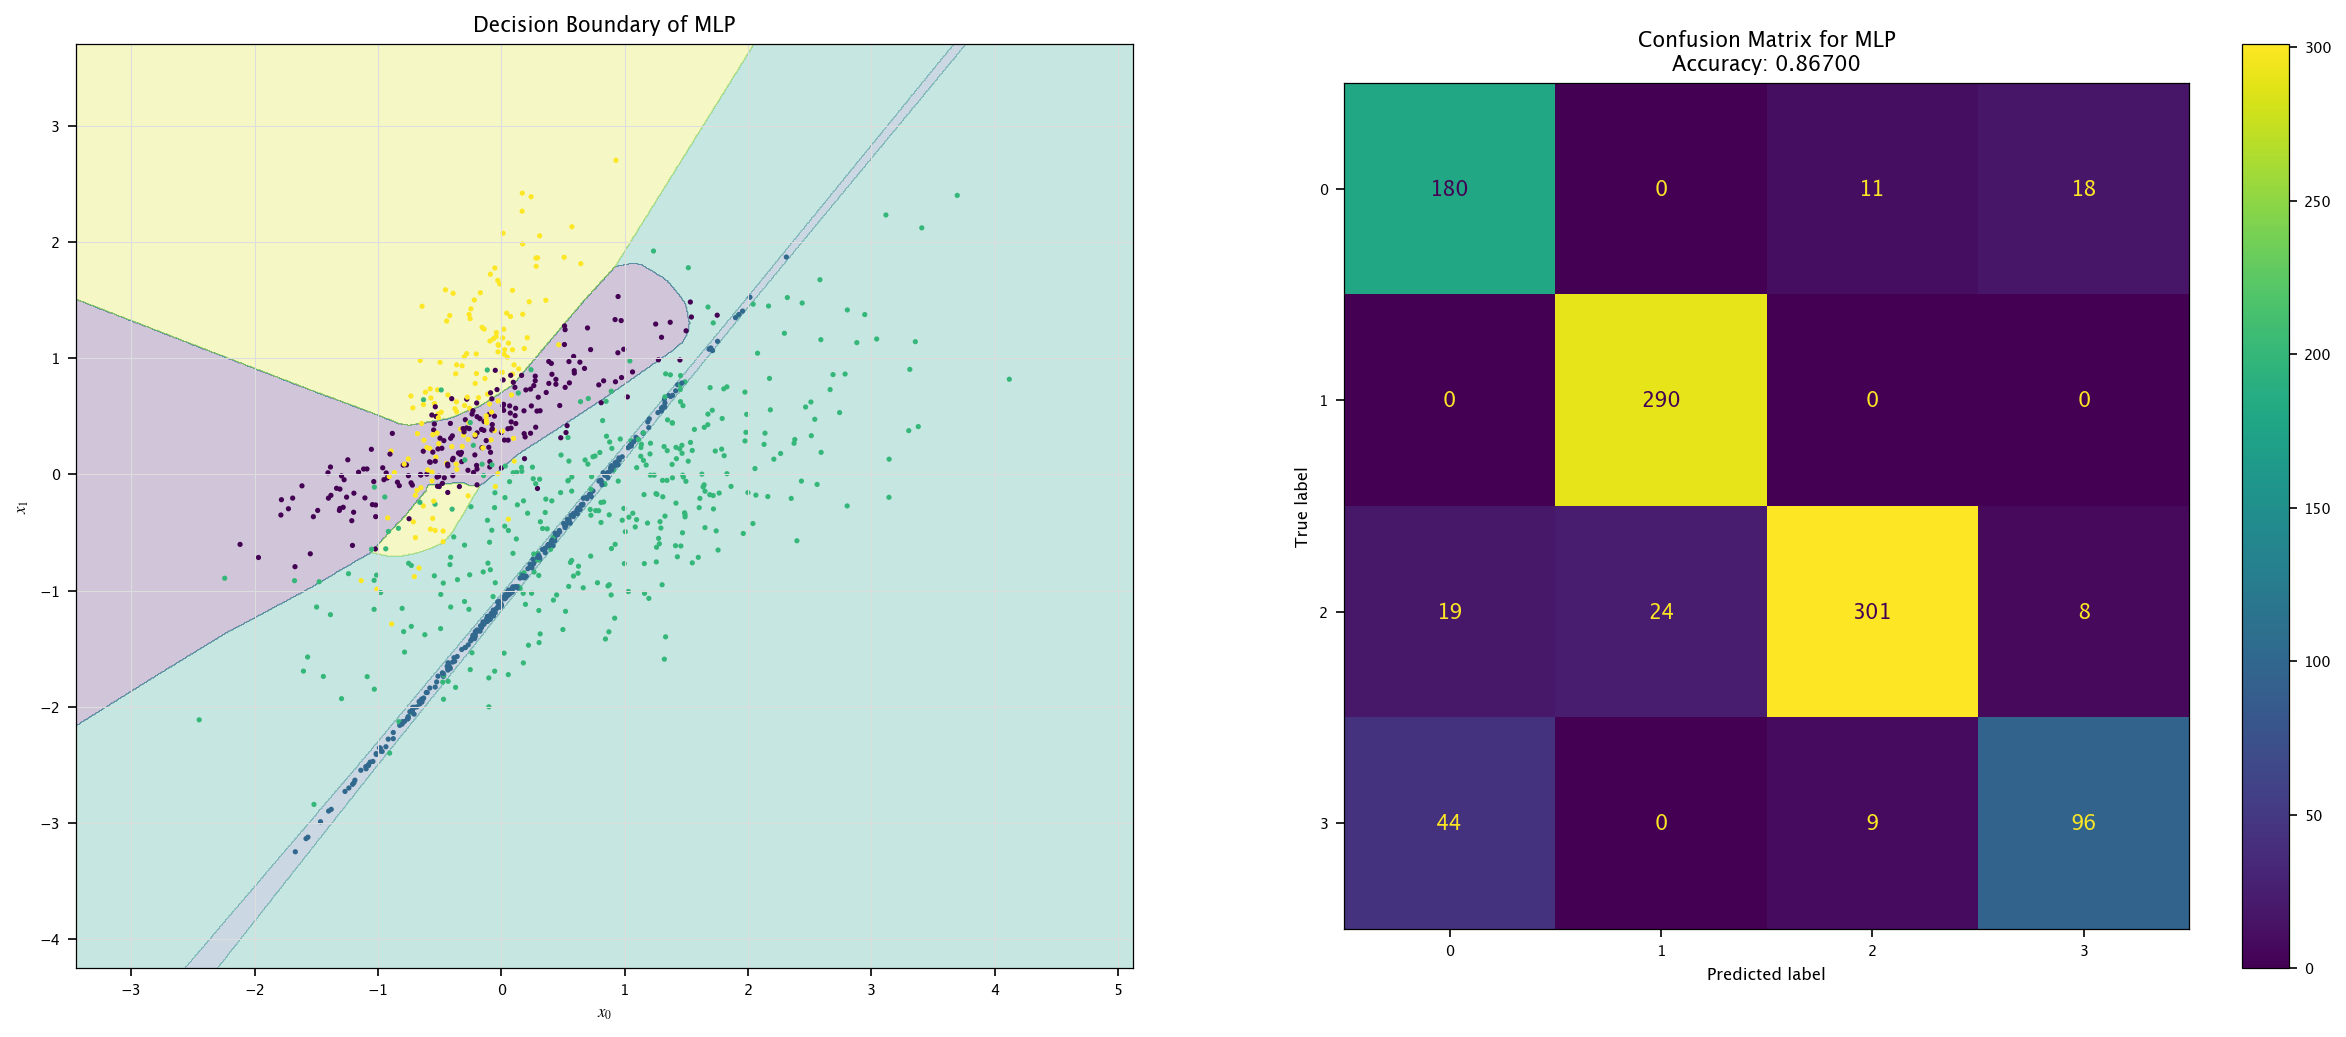 Decision Boundary of MLP
3
2
1
0
−1
−2
−3
−4
x₁
−3 −2 −1 0 1 2 3 4 5
x₀
Confusion Matrix for MLP
Accuracy: 0.86700
True label
0 180 0 11 18
1 0 290 0 0
2 19 24 301 8
3 44 0 9 96
0 1 2 3
Predicted label
300
250
200
150
100
50
0